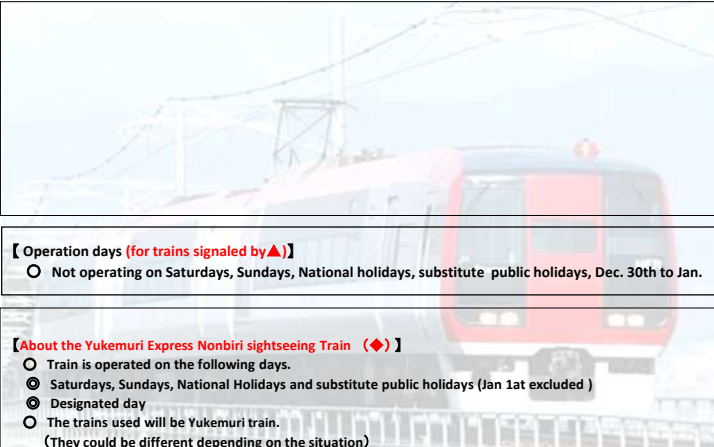 【 Operation days (for trains signaled by▲)】
○ Not operating on Saturdays, Sundays, National holidays, substitute public holidays, Dec. 30th to Jan.
【About the Yukemuri Express Nonbiri sightseeing Train （◆）】
○ Train is operated on the following days.
◎ Saturdays, Sundays, National Holidays and substitute public holidays (Jan 1at excluded )
◎ Designated day
○ The trains used will be Yukemuri train.
（They could be different depending on the situation）